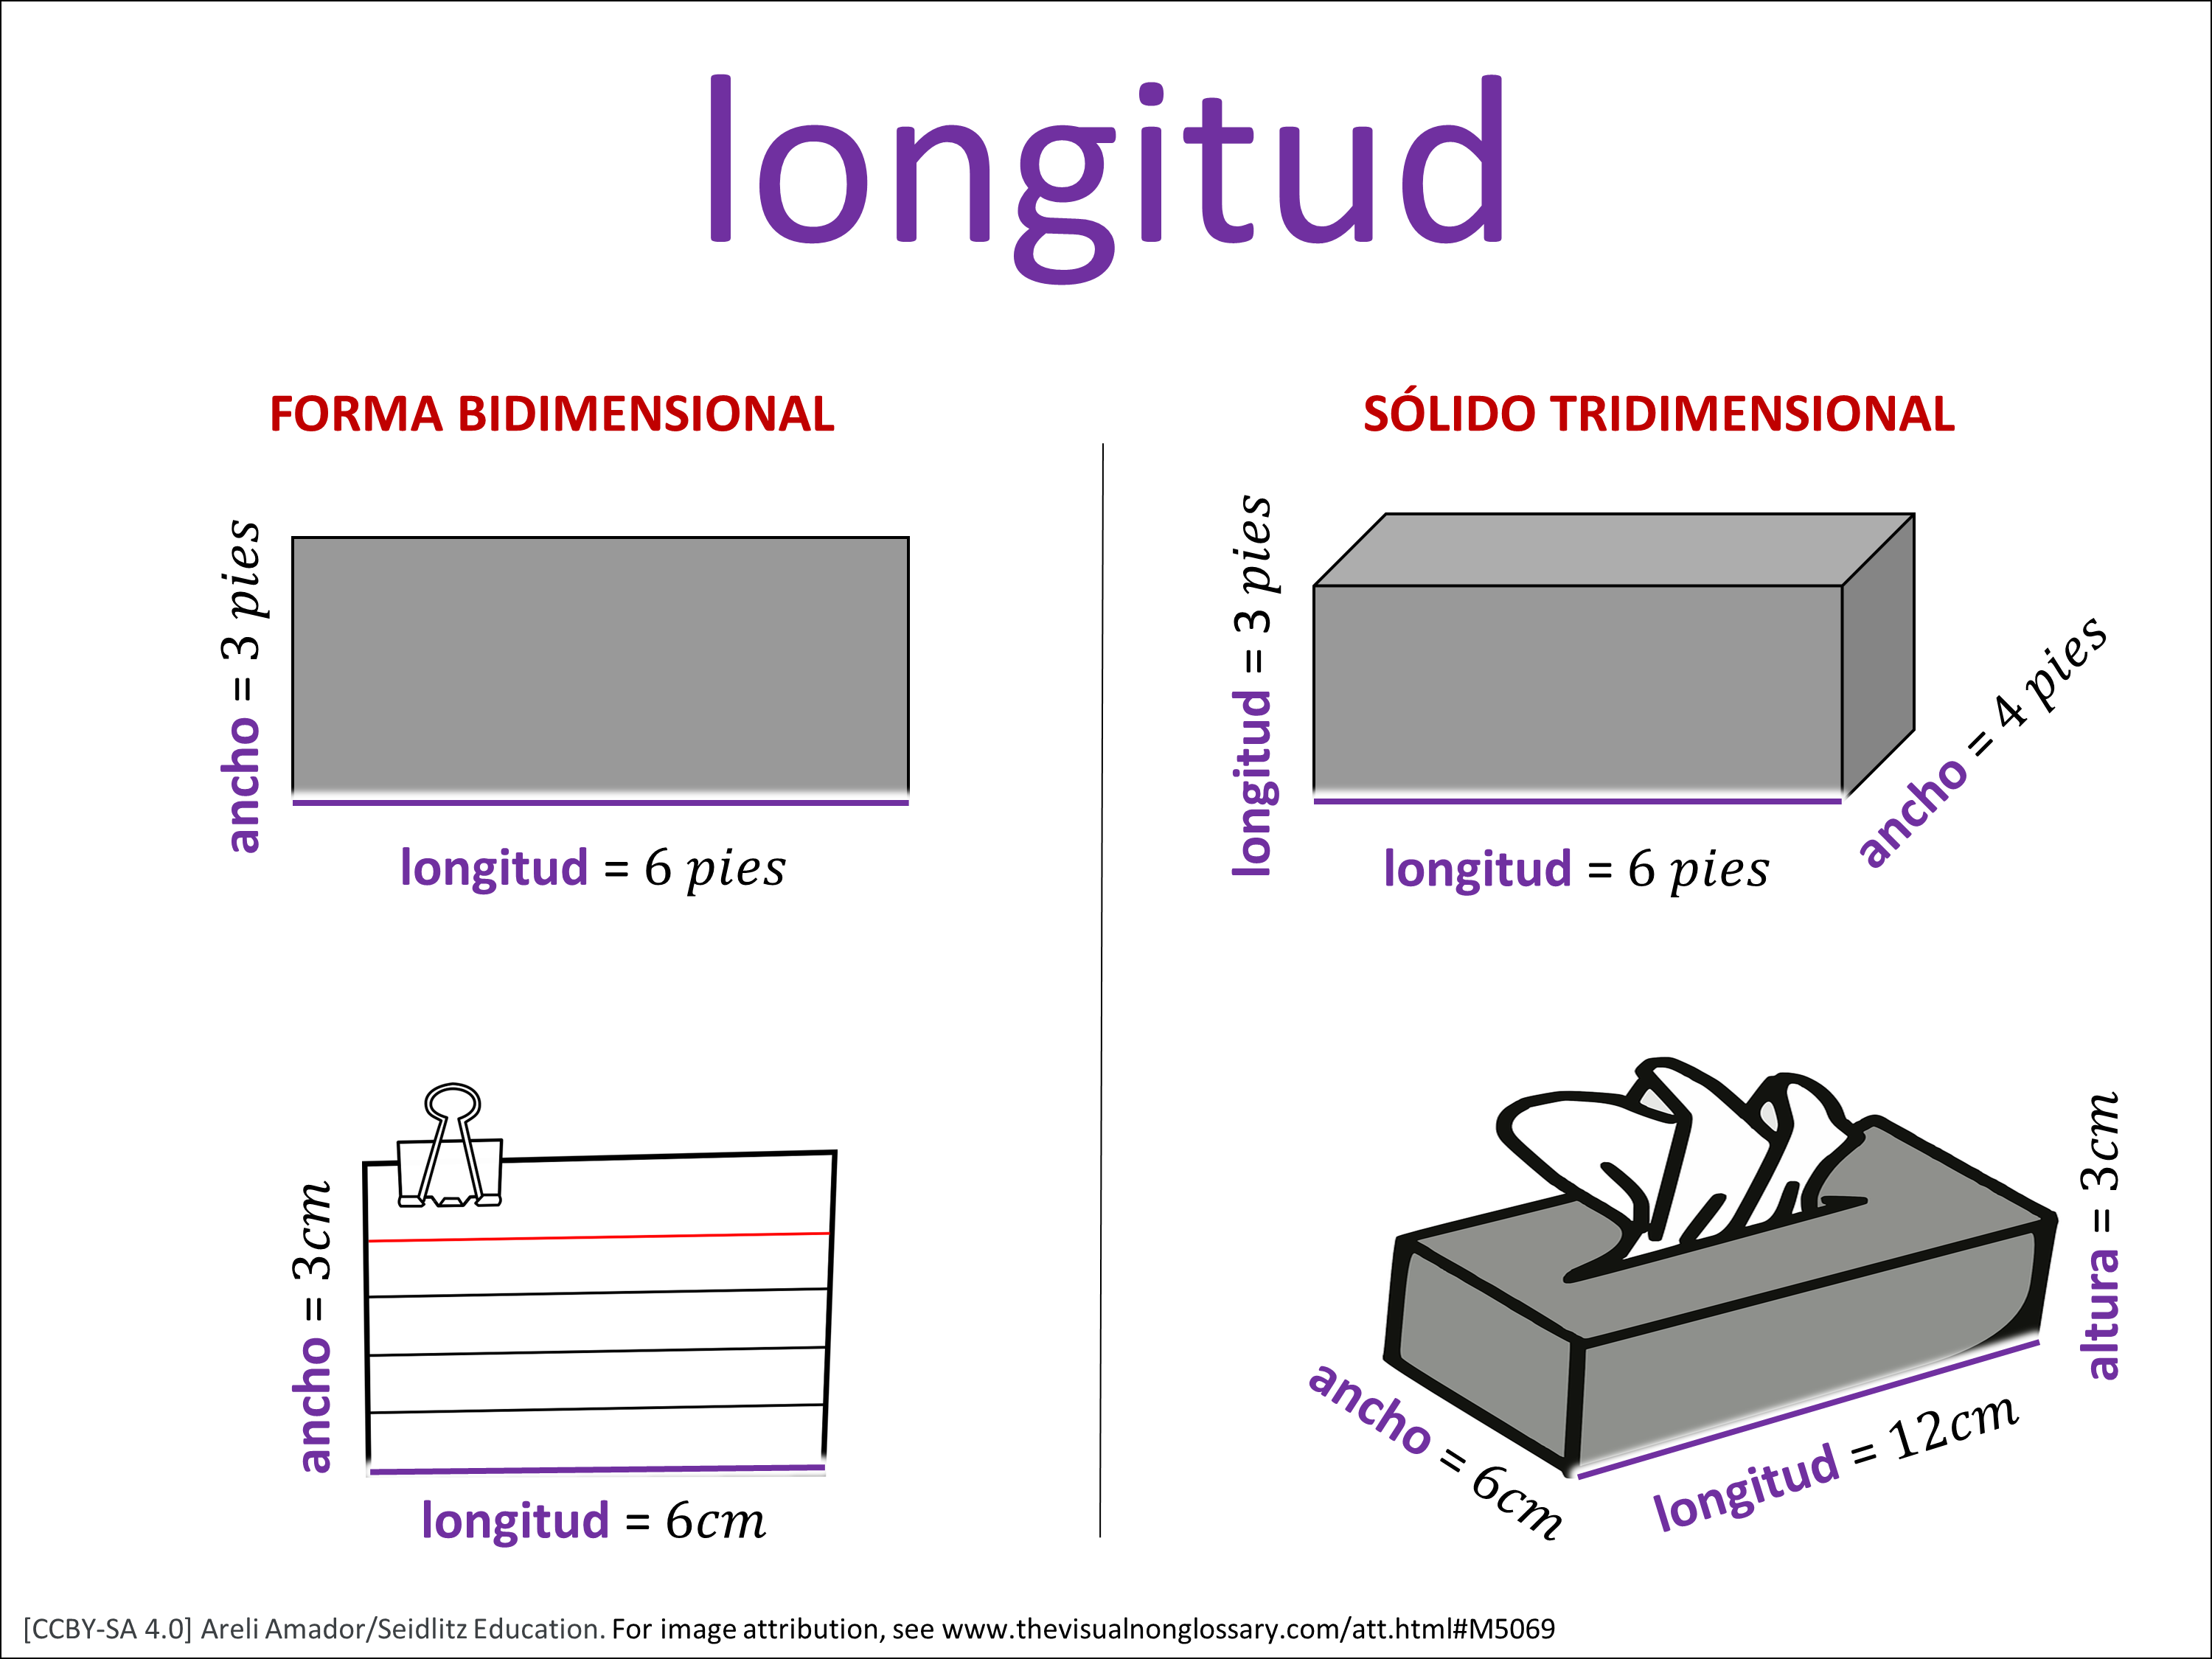 longitud
FORMA BIDIMENSIONAL
ancho = 3 pies
longitud = 6 pies
ancho = 3cm
longitud = 6cm
SÓLIDO TRIDIMENSIONAL
longitud = 3 pies
longitud = 6 pies
ancho = 4 pies
ancho = 6cm
longitud = 12cm
altura = 3cm
[CCBY-SA 4.0] Areli Amador/Seidlitz Education. For image attribution, see www.thevisualnonglossary.com/att.html#M5069